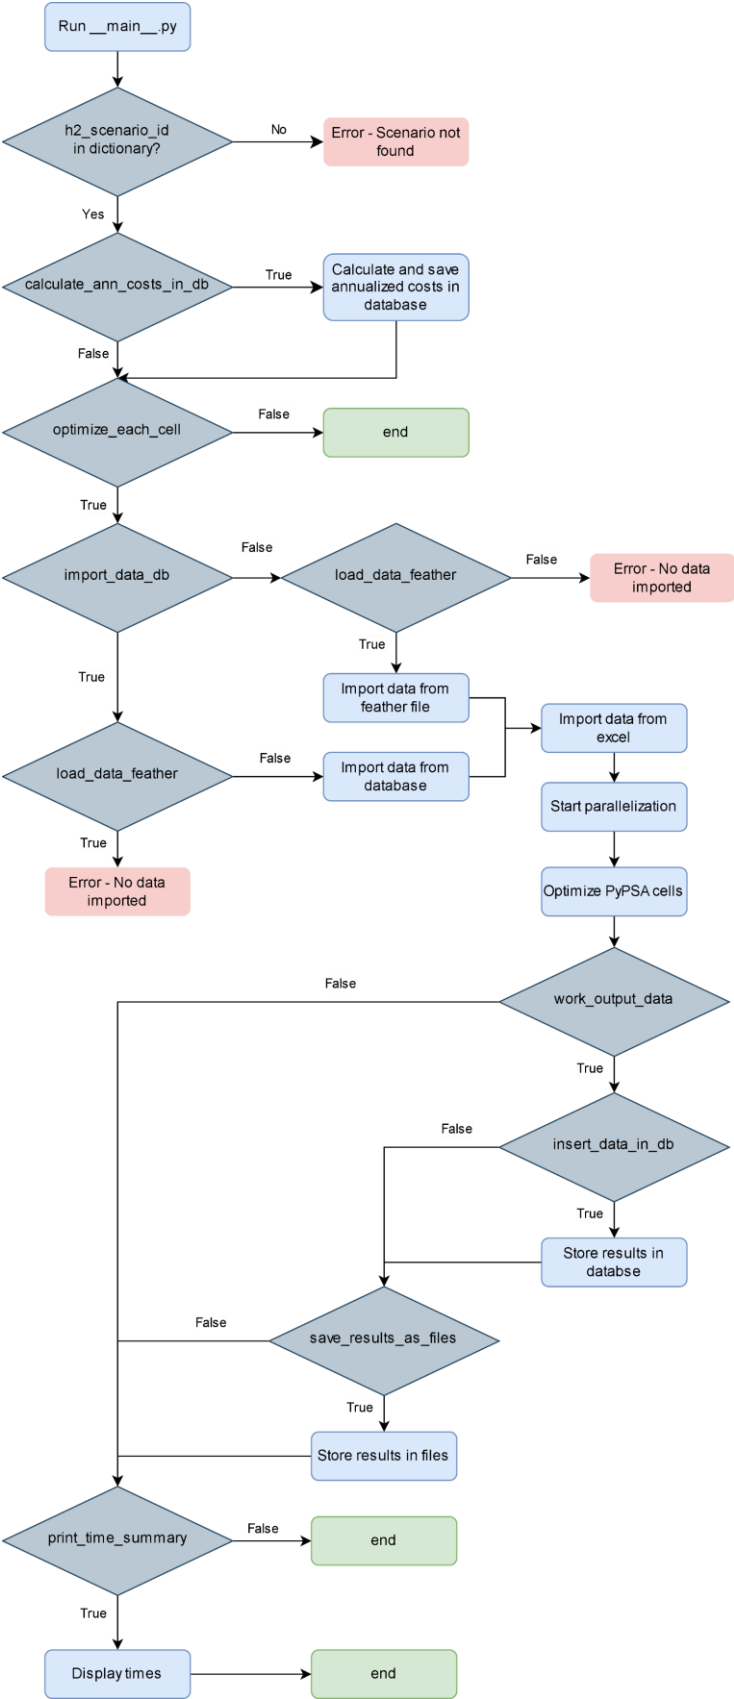 Run __main__.py
h2_scenario_id
in dictionary?
No
Error - Scenario not
found
Yes
calculate_ann_costs_in_db
True
Calculate and save
annualized costs in
database
False
optimize_each_cell
False
end
True
import_data_db
False
load_data_feather
False
Error - No data
imported
True
True
Import data from
feather file
Import data from
excel
load_data_feather
False
Import data from
database
Start parallelization
True
Error - No data
imported
Optimize PyPSA cells
False
work_output_data
True
False
insert_data_in_db
True
Store results in
databse
False
save_results_as_files
True
Store results in files
print_time_summary
False
end
True
Display times
end